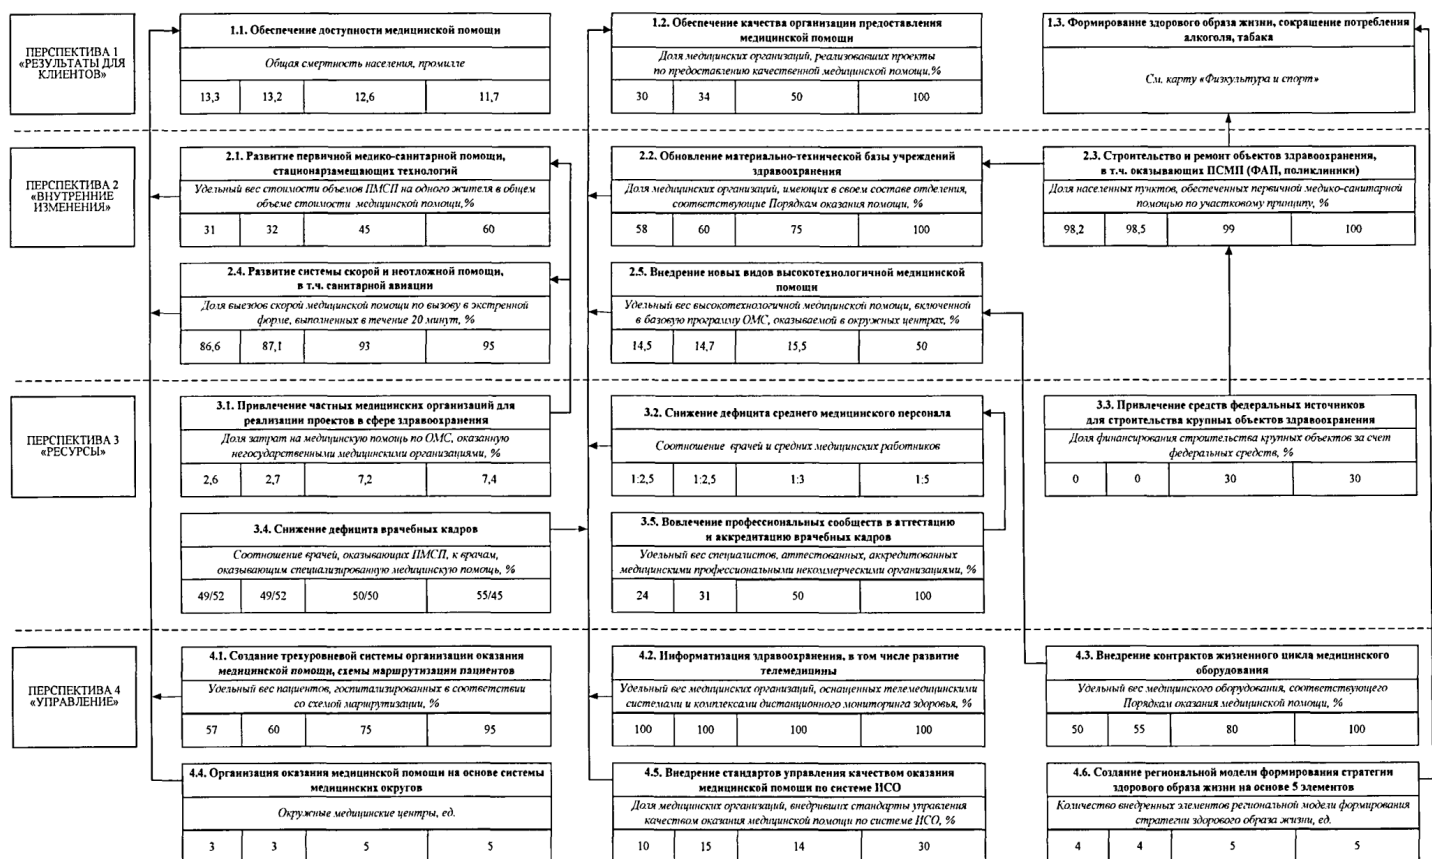 ПЕРСПЕКТИВА 1
«РЕЗУЛЬТАТЫ ДЛЯ
КЛИЕНТОВ»
1.1. Обеспечение доступности медицинской помощи
Общая смертность населения, промилле
13,3 13,2 12,6 11,7
1.2. Обеспечение качества организации предоставления
медицинской помощи
Доля медицинских организаций, реализовавших проекты
по предоставлению качественной медицинской помощи,%
30 34 50 100
1.3. Формирование здорового образа жизни, сокращение потребления
алкоголя, табака
См. карту «Физкультура и спорт»
ПЕРСПЕКТИВА 2
«ВНУТРЕННИЕ
ИЗМЕНЕНИЯ»
2.1. Развитие первичной медико-санитарной помощи,
стационарзамещающих технологий
Удельный вес стоимости объемов ПМСП на одного жителя в общем
объеме стоимости медицинской помощи,%
31 32 45 60
2.2. Обновление материально-технической базы учреждений
здравоохранения
Доля медицинских организаций, имеющих в своем составе отделения,
соответствующие Порядкам оказания помощи, %
58 60 75 100
2.3. Строительство и ремонт объектов здравоохранения,
в т.ч. оказывающих ПСМП (ФАП, поликлиники)
Доля населенных пунктов, обеспеченных первичной медико-санитарной
помощью по участковому принципу, %
98,2 98,5 99 100
2.4. Развитие системы скорой и неотложной помощи,
в т.ч. санитарной авиации
Доля выездов скорой медицинской помощи по вызову в экстренной
форме, выполненных в течение 20 минут, %
86,6 87,1 93 95
2.5. Внедрение новых видов высокотехнологичной медицинской
помощи
Удельный вес высокотехнологичной медицинской помощи, включенной
в базовую программу ОМС, оказываемой в окружных центрах, %
14,5 14,7 15,5 50
ПЕРСПЕКТИВА 3
«РЕСУРСЫ»
3.1. Привлечение частных медицинских организаций для
реализации проектов в сфере здравоохранения
Доля затрат на медицинскую помощь по ОМС, оказанную
негосударственными медицинскими организациями, %
2,6 2,7 7,2 7,4
3.2. Снижение дефицита среднего медицинского персонала
Соотношение врачей и средних медицинских работников
1:2,5 1:2,5 1:3 1:5
3.3. Привлечение средств федеральных источников
для строительства крупных объектов здравоохранения
Доля финансирования строительства крупных объектов за счет
федеральных средств, %
0 0 30 30
3.4. Снижение дефицита врачебных кадров
Соотношение врачей, оказывающих ПМСП, к врачам,
оказывающим специализированную медицинскую помощь, %
49/52 49/52 50/50 55/45
3.5. Вовлечение профессиональных сообществ в аттестацию
и аккредитацию врачебных кадров
Удельный вес специалистов, аттестованных, аккредитованных
медицинскими профессиональными некоммерческими организациями, %
24 31 50 100
ПЕРСПЕКТИВА 4
«УПРАВЛЕНИЕ»
4.1. Создание трехуровневой системы организации оказания
медицинской помощи, схемы маршрутизации пациентов
Удельный вес пациентов, госпитализированных в соответствии
со схемой маршрутизации, %
57 60 75 95
4.2. Информатизация здравоохранения, в том числе развитие
телемедицины
Удельный вес медицинских организаций, оснащенных телемедицинскими
системами и комплексами дистанционного мониторинга здоровья, %
100 100 100 100
4.3. Внедрение контрактов жизненного цикла медицинского
оборудования
Удельный вес медицинского оборудования, соответствующего
Порядкам оказания медицинской помощи, %
50 55 80 100
4.4. Организация оказания медицинской помощи на основе системы
медицинских округов
Окружные медицинские центры, ед.
3 3 5 5
4.5. Внедрение стандартов управления качеством оказания
медицинской помощи по системе ИСО
Доля медицинских организаций, внедривших стандарты управления
качеством оказания медицинской помощи по системе ИСО, %
10 15 14 30
4.6. Создание региональной модели формирования стратегии
здорового образа жизни на основе 5 элементов
Количество внедренных элементов региональной модели формирования
стратегии здорового образа жизни, ед.
4 4 5 5